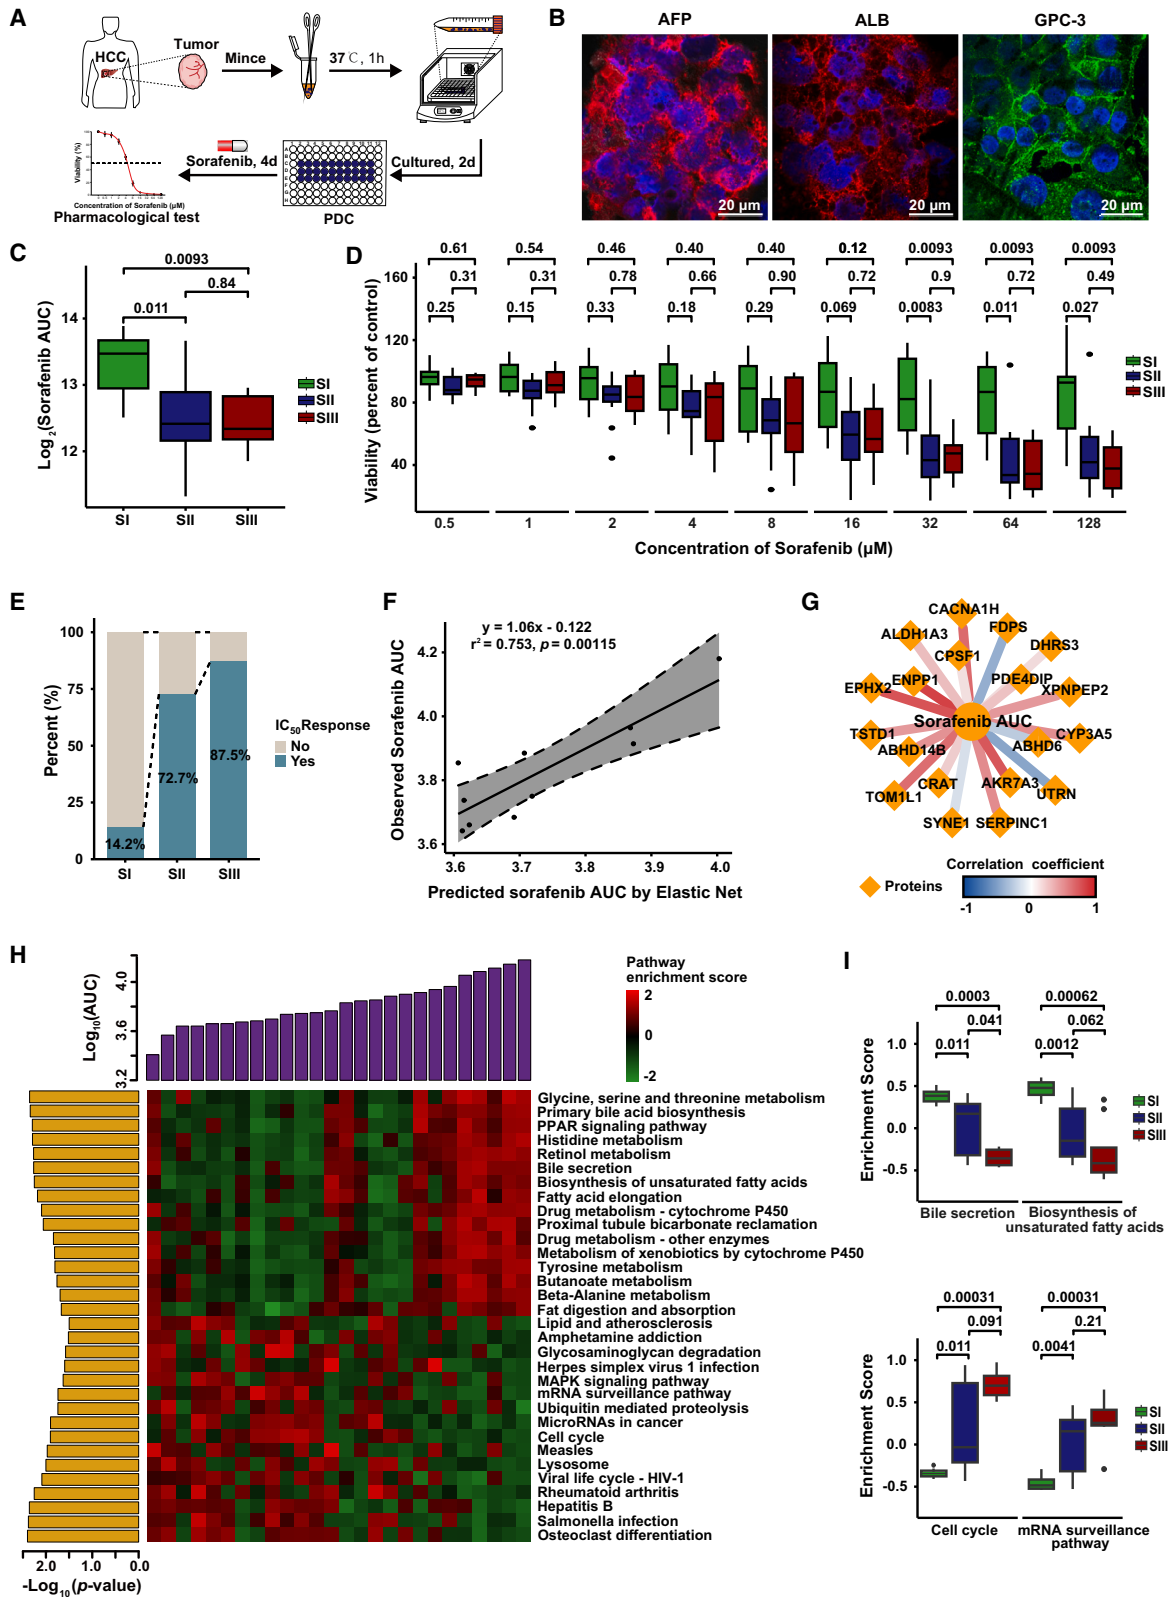 A
HCC
Tumor
Mince
37℃, 1h
Cultured, 2d
Sorafenib, 4d
PDC
Viability (%)
Concentration of Sorafenib (μM)
Pharmacological test
B
AFP
ALB
GPC-3
20 μm
20 μm
20 μm
C
0.0093
0.84
0.011
Log2(Sorafenib AUC)
14
13
12
SI
SII
SIII
SI
SII
SIII
D
0.61
0.54
0.46
0.40
0.40
0.12
0.0093
0.0093
0.0093
0.31
0.31
0.78
0.66
0.90
0.72
0.9
0.72
0.49
0.25
0.15
0.33
0.18
0.29
0.069
0.0083
0.011
0.027
Viability (percent of control)
160
120
80
40
SI
SII
SIII
0.5
1
2
4
8
16
32
64
128
Concentration of Sorafenib (μM)
E
Percent (%)
100
75
50
25
0
14.2%
72.7%
87.5%
SI
SII
SIII
IC50Response
No
Yes
F
y = 1.06x - 0.122
r2 = 0.753, p = 0.00115
Observed Sorafenib AUC
4.2
4.0
3.8
3.6
3.6
3.7
3.8
3.9
4.0
Predicted sorafenib AUC by Elastic Net
G
CACNA1H
FDPS
ALDH1A3
DHRS3
CPSF1
ENPP1
PDE4DIP
EPHX2
XPNPEP2
Sorafenib AUC
TSTD1
CYP3A5
ABHD14B
ABHD6
CRAT
AKR7A3
TOM1L1
UTRN
SYNE1
SERPINC1
Proteins
Correlation coefficient
-1
0
1
H
Log10(AUC)
4.0
3.6
3.2
Pathway
enrichment score
2
0
-2
Glycine, serine and threonine metabolism
Primary bile acid biosynthesis
PPAR signaling pathway
Histidine metabolism
Retinol metabolism
Bile secretion
Biosynthesis of unsaturated fatty acids
Fatty acid elongation
Drug metabolism - cytochrome P450
Proximal tubule bicarbonate reclamation
Drug metabolism - other enzymes
Metabolism of xenobiotics by cytochrome P450
Tyrosine metabolism
Butanoate metabolism
Beta-Alanine metabolism
Fat digestion and absorption
Lipid and atherosclerosis
Amphetamine addiction
Glycosaminoglycan degradation
Herpes simplex virus 1 infection
MAPK signaling pathway
mRNA surveillance pathway
Ubiquitin mediated proteolysis
MicroRNAs in cancer
Cell cycle
Measles
Lysosome
Viral life cycle - HIV-1
Rheumatoid arthritis
Hepatitis B
Salmonella infection
Osteoclast differentiation
2.0
1.0
0.0
-Log10(p-value)
I
0.0003
0.00062
0.041
0.062
0.011
0.0012
Enrichment Score
1.0
0.5
0.0
-0.5
SI
SII
SIII
Bile secretion
Biosynthesis of
unsaturated fatty acids
0.00031
0.00031
0.091
0.21
0.011
0.0041
Enrichment Score
1.0
0.5
0.0
-0.5
SI
SII
SIII
Cell cycle
mRNA surveillance
pathway